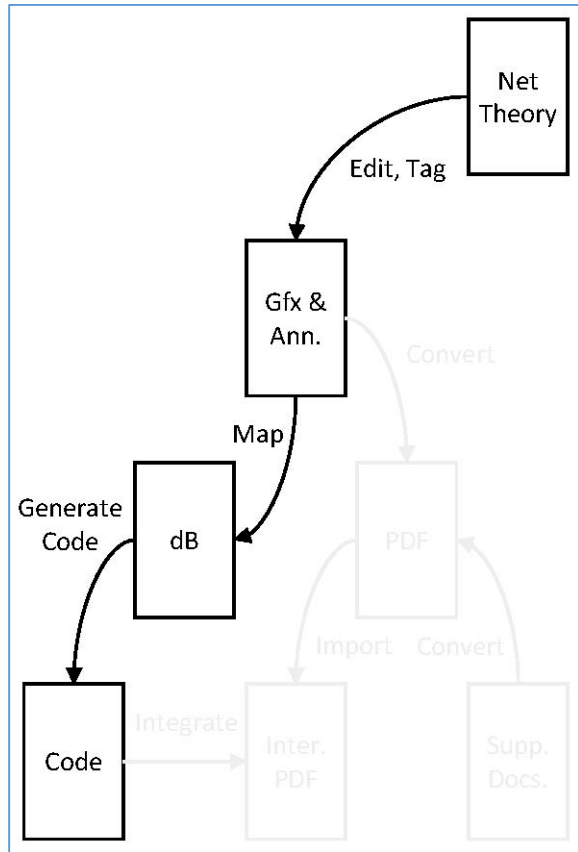 Net
Theory
Edit, Tag
Gfx &
Ann.
Convert
Map
Generate
Code
dB
PDF
Import
Convert
Code
Integrate
Inter.
PDF
Supp.
Docs.